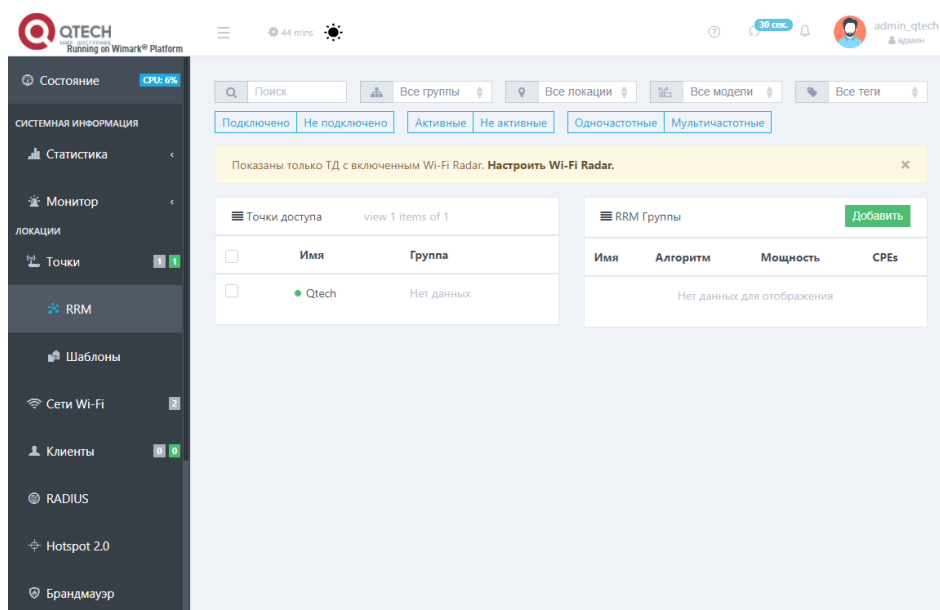 QTECH
МИР ДОСТУПНЕЕ
Running on Wimark® Platform
44 mins
30 сек.
admin_qtech
админ
Состояние CPU: 6%
СИСТЕМНАЯ ИНФОРМАЦИЯ
Статистика
Монитор
ЛОКАЦИИ
Точки 1 1
RRM
Шаблоны
Сети Wi-Fi 2
Клиенты 0 0
RADIUS
Hotspot 2.0
Брандмауэр
Поиск Все группы Все локации Все модели Все теги
Подключено Не подключено Активные Не активные Одночастотные Мультичастотные
Показаны только ТД с включенным Wi-Fi Radar. Настроить Wi-Fi Radar. ×
Точки доступа view 1 items of 1
Имя Группа
Qtech Нет данных
RRM Группы Добавить
Имя Алгоритм Мощность CPEs
Нет данных для отображения